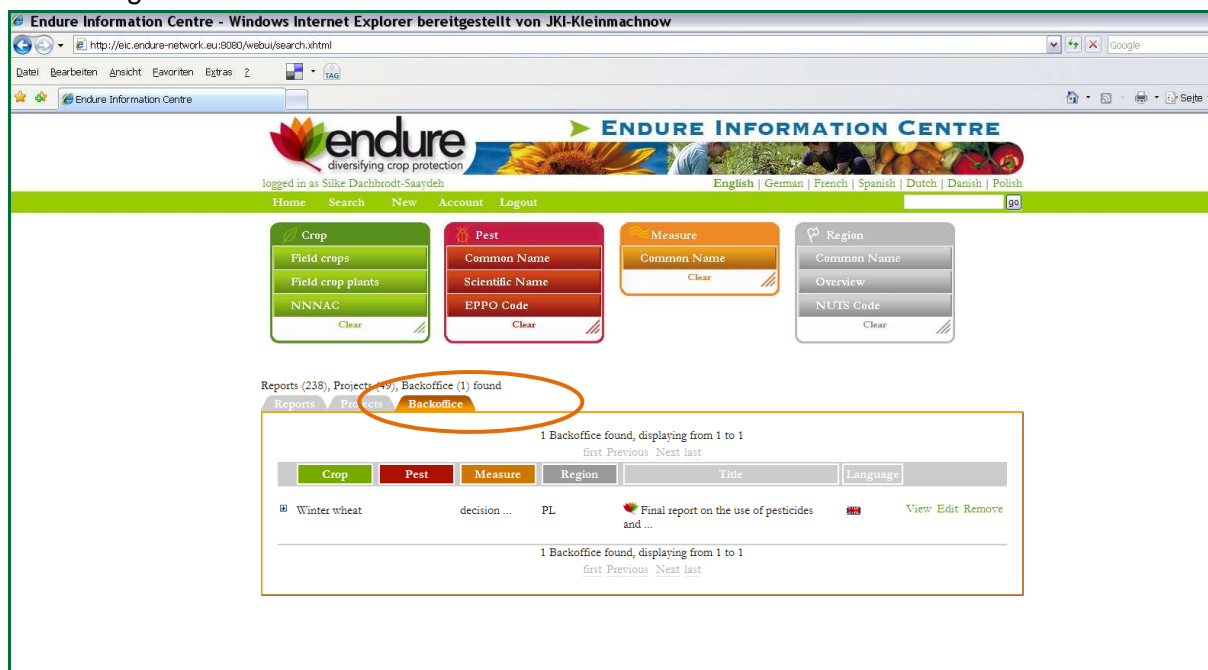 Endure Information Centre - Windows Internet Explorer bereitgestellt von JKI-Kleinmachnow
http://eic.endure-network.eu:8080/webui/search.xhtml
Google
Datei Bearbeiten Ansicht Favoriten Extras ?
TAG
Endure Information Centre
Seite
endure
diversifying crop protection
ENDURE INFORMATION CENTRE
logged in as Silke Dachbrodt-Saaydeh
English | German | French | Spanish | Dutch | Danish | Polish
Home Search New Account Logout
go
Crop
Field crops
Field crop plants
NNNAC
Clear
Pest
Common Name
Scientific Name
EPPO Code
Clear
Measure
Common Name
Clear
Region
Common Name
Overview
NUTS Code
Clear
Reports (238), Projects (49), Backoffice (1) found
Reports Projects Backoffice
1 Backoffice found, displaying from 1 to 1
first Previous Next last
Crop Pest Measure Region Title Language
Winter wheat decision ... PL Final report on the use of pesticides and ... View Edit Remove
1 Backoffice found, displaying from 1 to 1
first Previous Next last